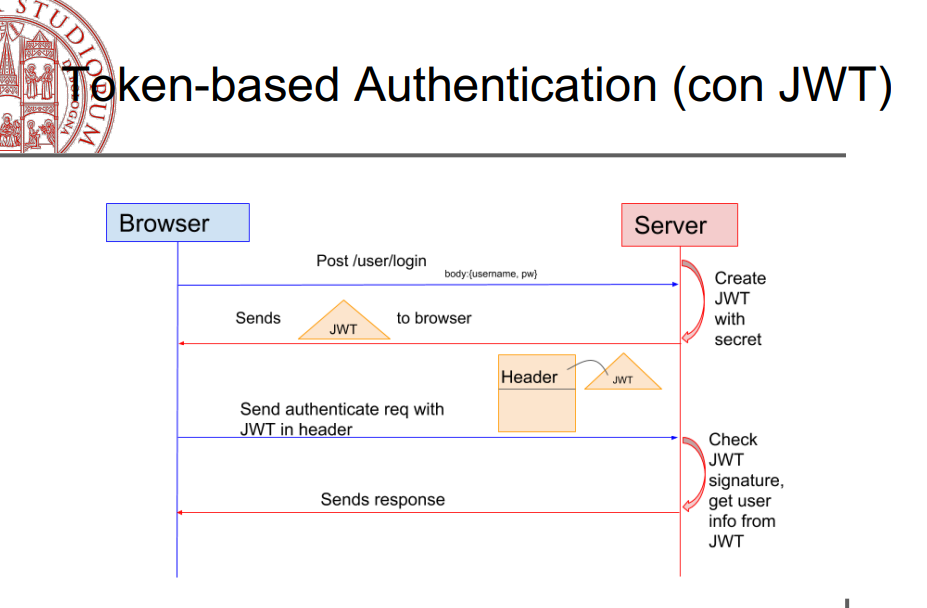 STUDIORUM
BOLOGNA
Token-based Authentication (con JWT)
Browser
Server
Post /user/login
body:{username, pw}
Create
JWT
with
secret
Sends JWT to browser
Header
JWT
Send authenticate req with
JWT in header
Check
JWT
signature,
get user
info from
JWT
Sends response